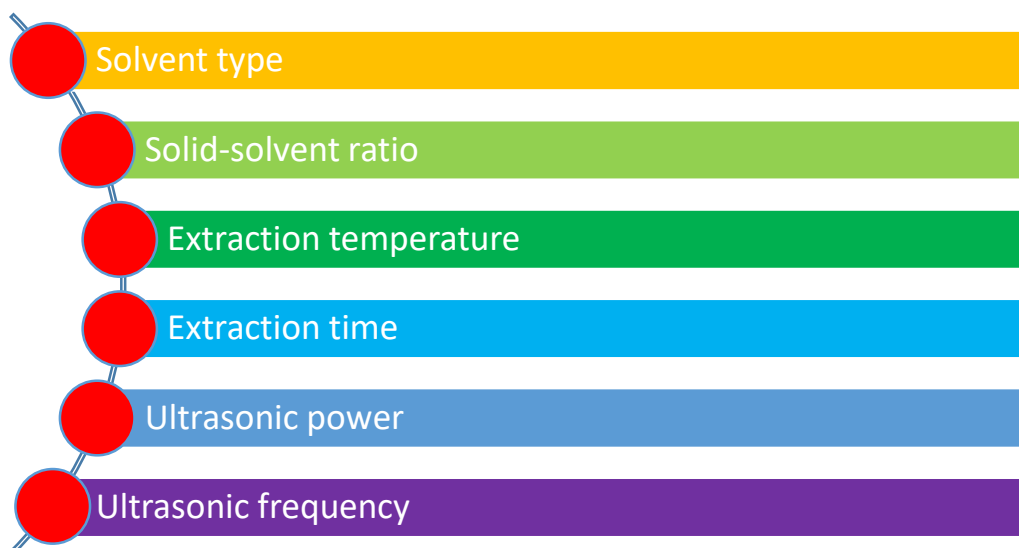 Solvent type
Solid-solvent ratio
Extraction temperature
Extraction time
Ultrasonic power
Ultrasonic frequency